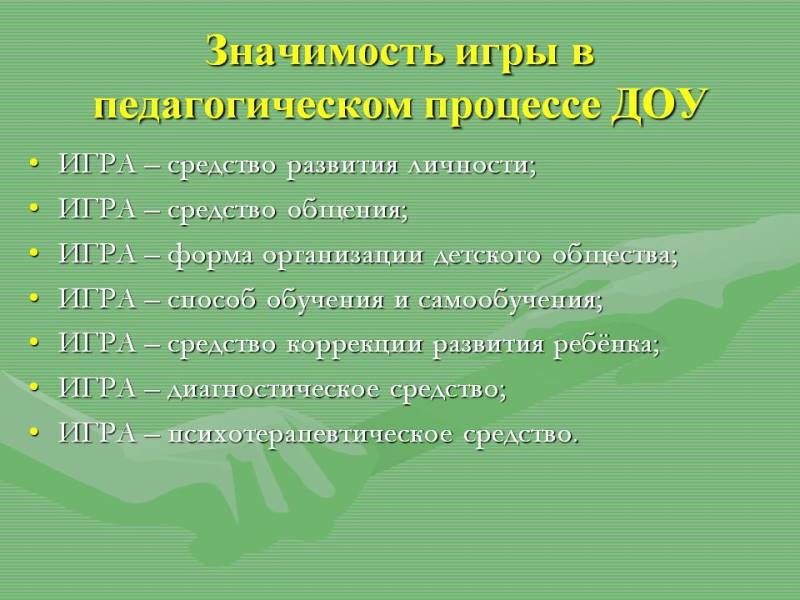 Значимость игры в
педагогическом процессе ДОУ
• ИГРА – средство развития личности;
• ИГРА – средство общения;
• ИГРА – форма организации детского общества;
• ИГРА – способ обучения и самообучения;
• ИГРА – средство коррекции развития ребёнка;
• ИГРА – диагностическое средство;
• ИГРА – психотерапевтическое средство.